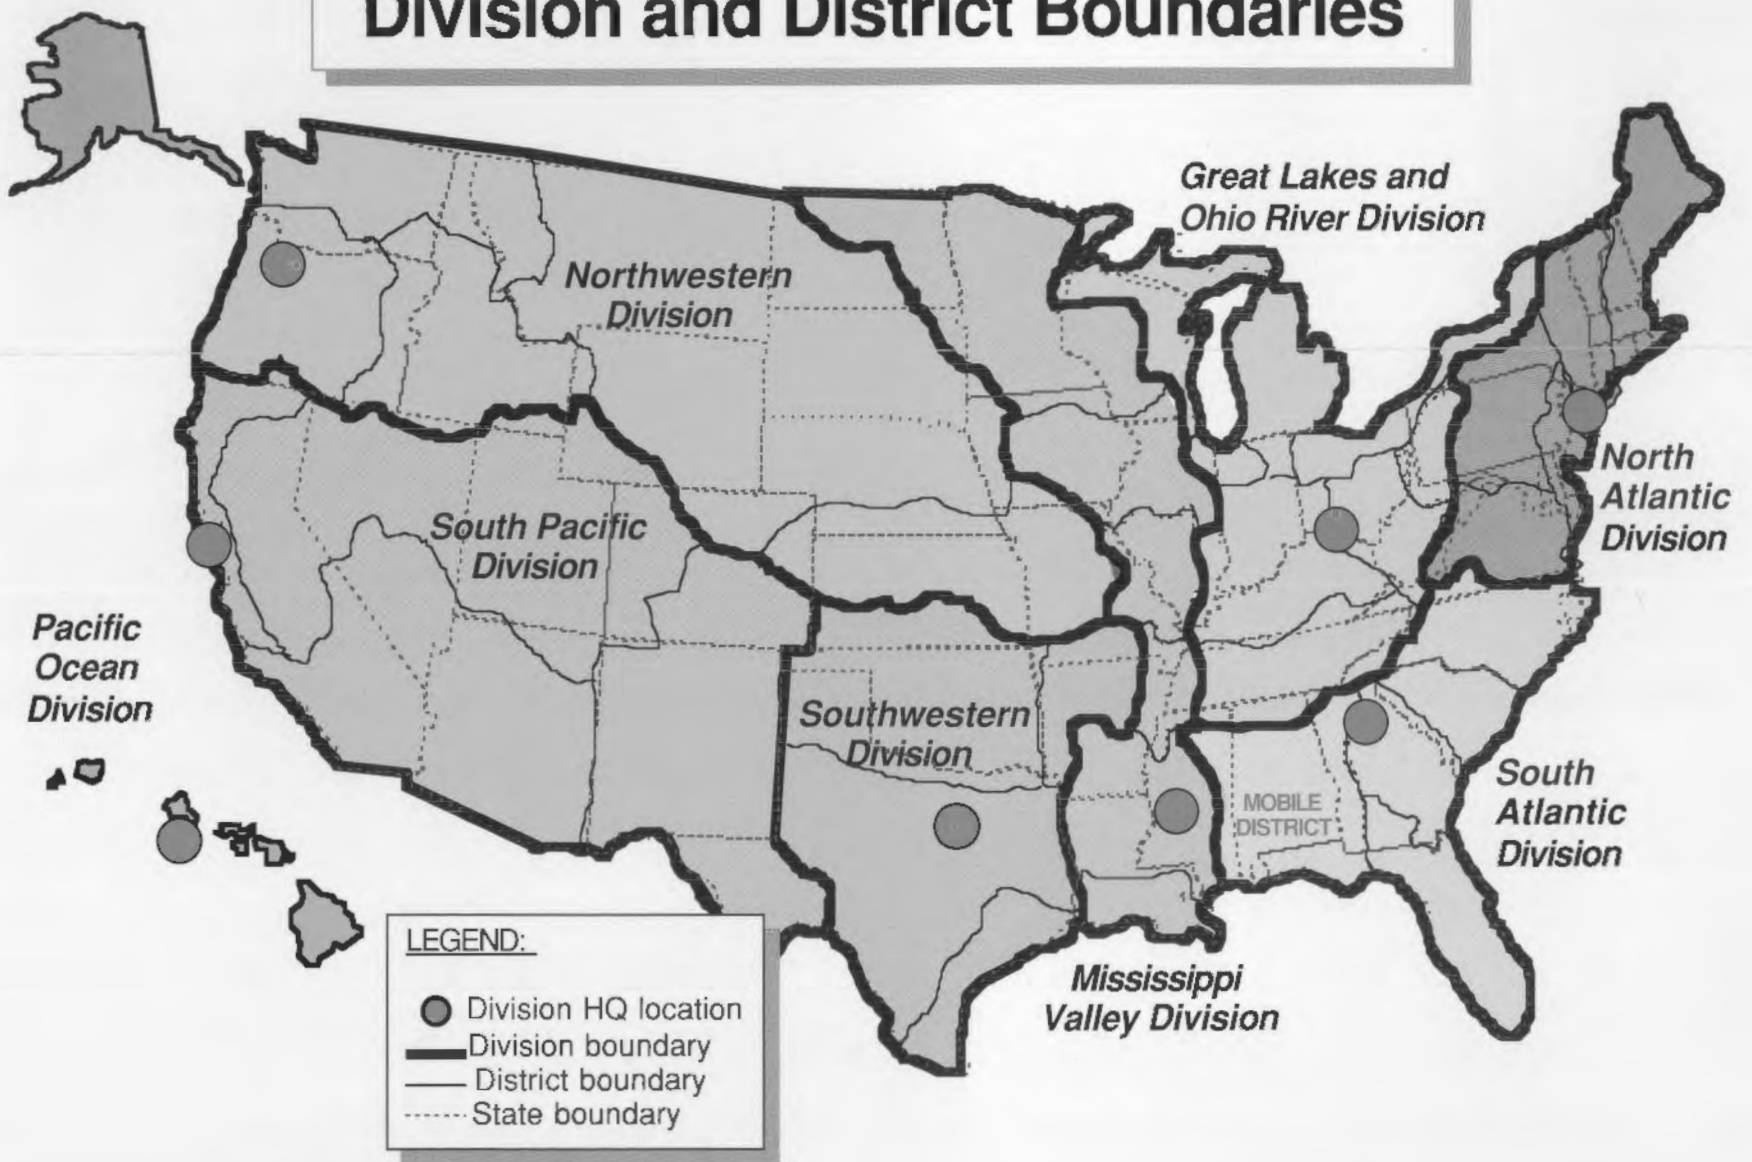 Division and District Boundaries
Great Lakes and
Ohio River Division
Northwestern
Division
North
Atlantic
Division
South Pacific
Division
Pacific
Ocean
Division
Southwestern
Division
South
Atlantic
Division
MOBILE
DISTRICT
Mississippi
Valley Division
LEGEND:
Division HQ location
Division boundary
District boundary
State boundary